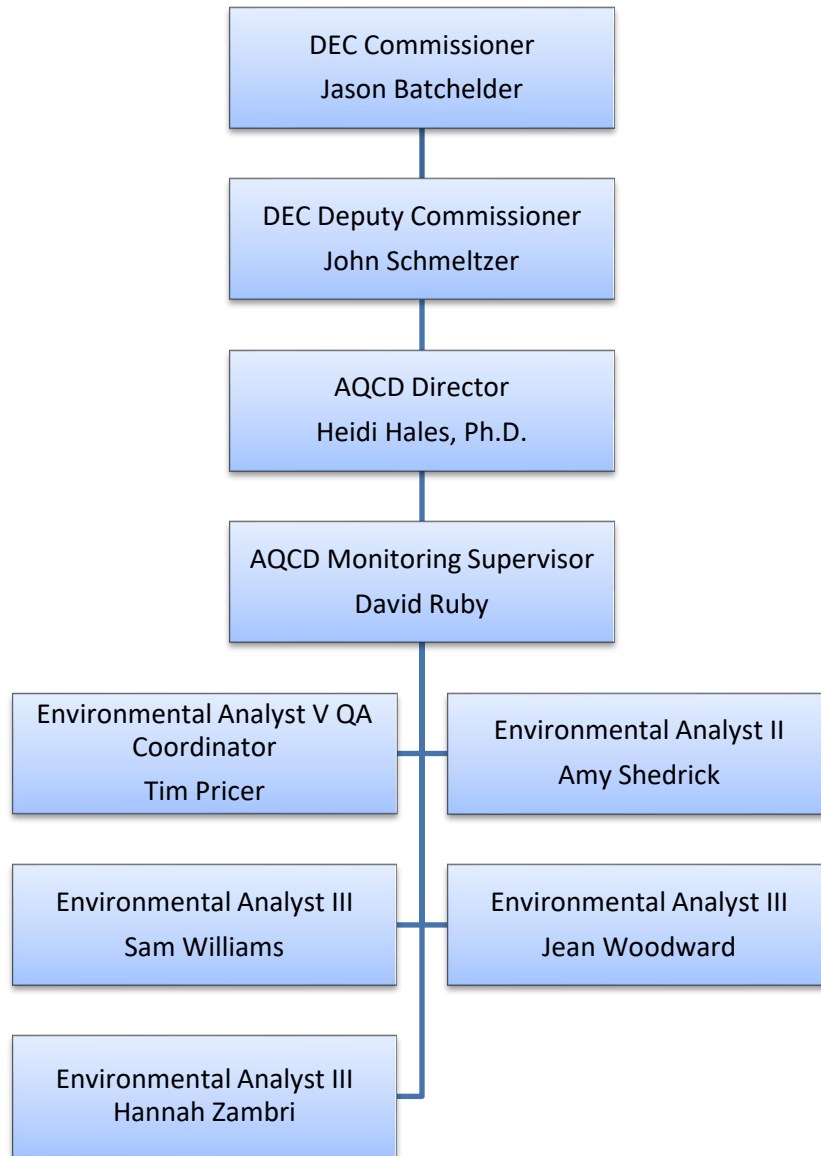 DEC Commissioner
Jason Batchelder
DEC Deputy Commissioner
John Schmeltzer
AQCD Director
Heidi Hales, Ph.D.
AQCD Monitoring Supervisor
David Ruby
Environmental Analyst V QA
Coordinator
Tim Pricer
Environmental Analyst II
Amy Shedrick
Environmental Analyst III
Sam Williams
Environmental Analyst III
Jean Woodward
Environmental Analyst III
Hannah Zambri